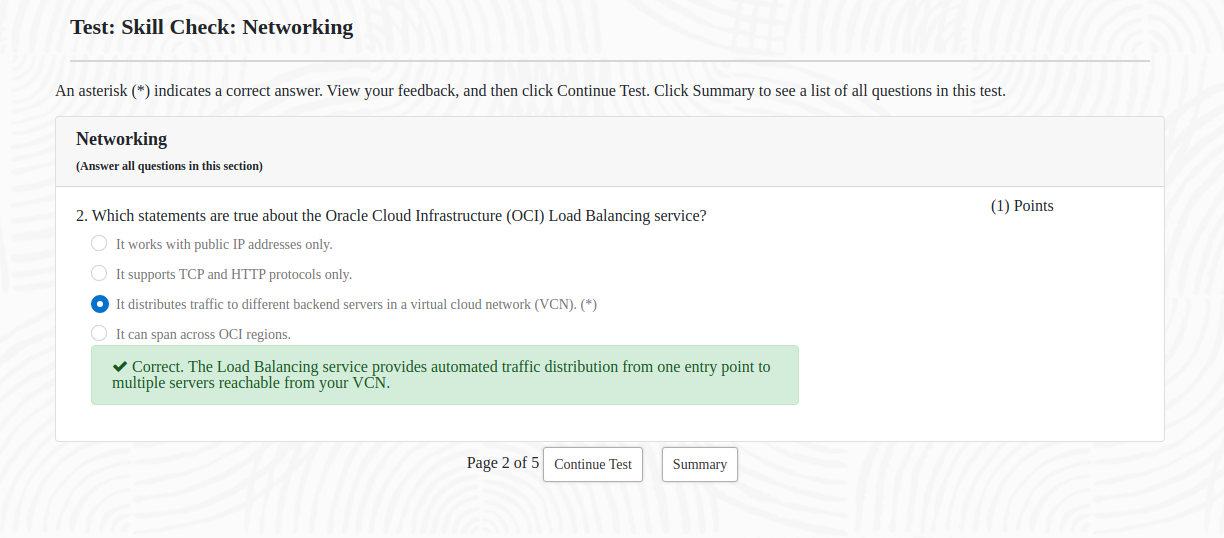 Test: Skill Check: Networking
An asterisk (*) indicates a correct answer. View your feedback, and then click Continue Test. Click Summary to see a list of all questions in this test.
Networking
(Answer all questions in this section)
2. Which statements are true about the Oracle Cloud Infrastructure (OCI) Load Balancing service?
(1) Points
It works with public IP addresses only.
It supports TCP and HTTP protocols only.
It distributes traffic to different backend servers in a virtual cloud network (VCN). (*)
It can span across OCI regions.
✔ Correct. The Load Balancing service provides automated traffic distribution from one entry point to
multiple servers reachable from your VCN.
Page 2 of 5 Continue Test Summary